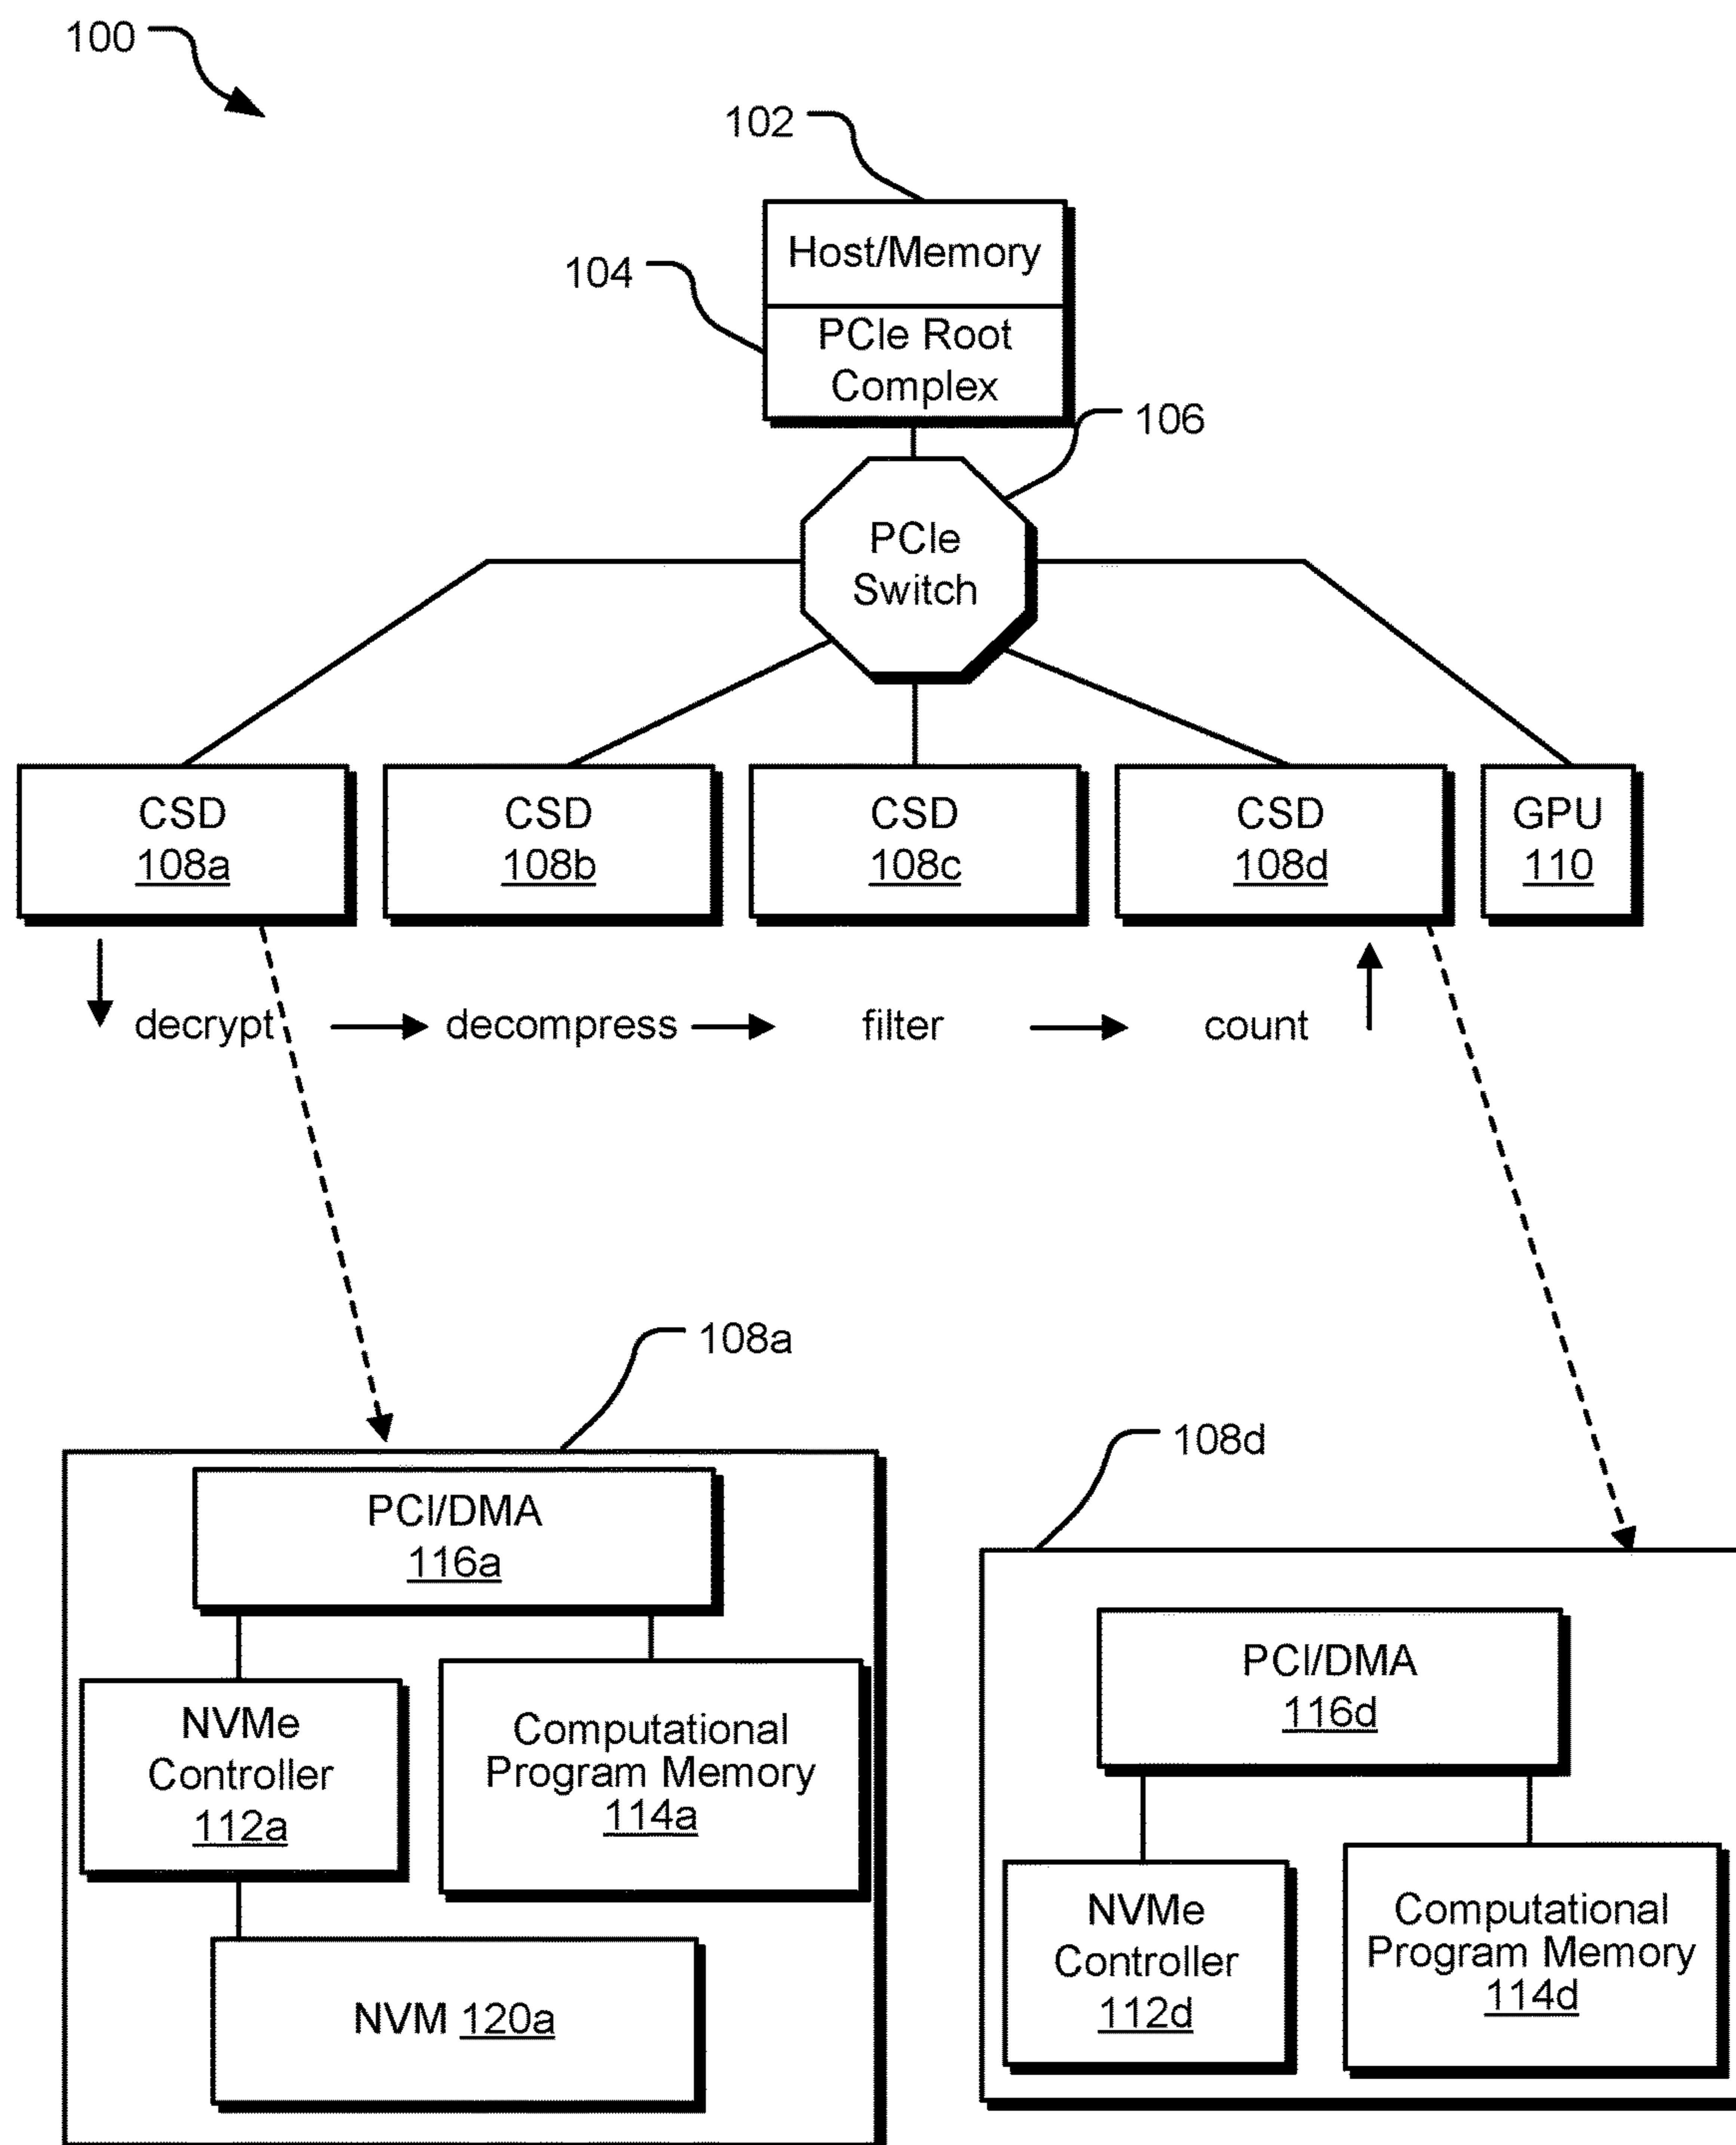 100
102
Host/Memory
104
PCIe Root
Complex
106
PCIe
Switch
CSD
108a
CSD
108b
CSD
108c
CSD
108d
GPU
110
decrypt
decompress
filter
count
108a
PCI/DMA
116a
NVMe
Controller
112a
Computational
Program Memory
114a
NVM 120a
108d
PCI/DMA
116d
NVMe
Controller
112d
Computational
Program Memory
114d